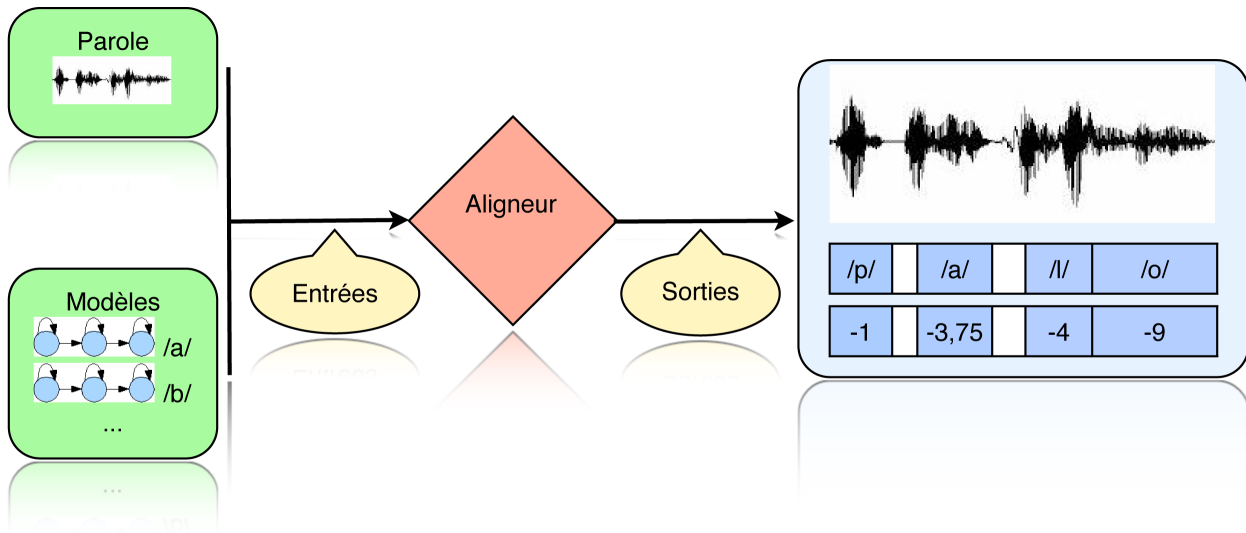 Parole
Modèles
/a/
/b/
...
Entrées
Aligneur
Sorties
/p/ /a/ /l/ /o/
-1 -3,75 -4 -9